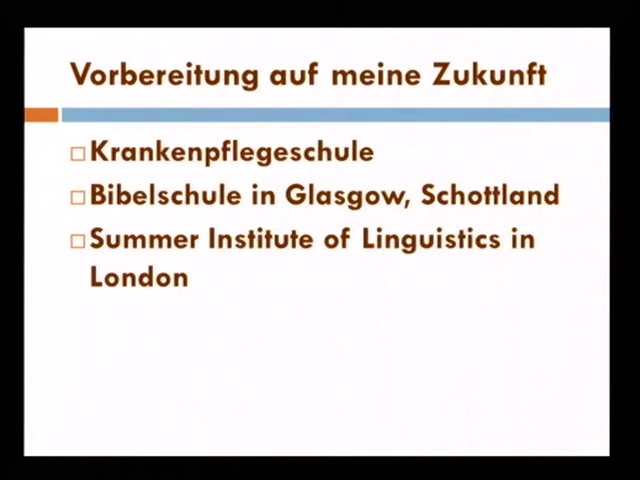 Vorbereitung auf meine Zukunft
Krankenpflegeschule
Bibelschule in Glasgow, Schottland
Summer Institute of Linguistics in
London